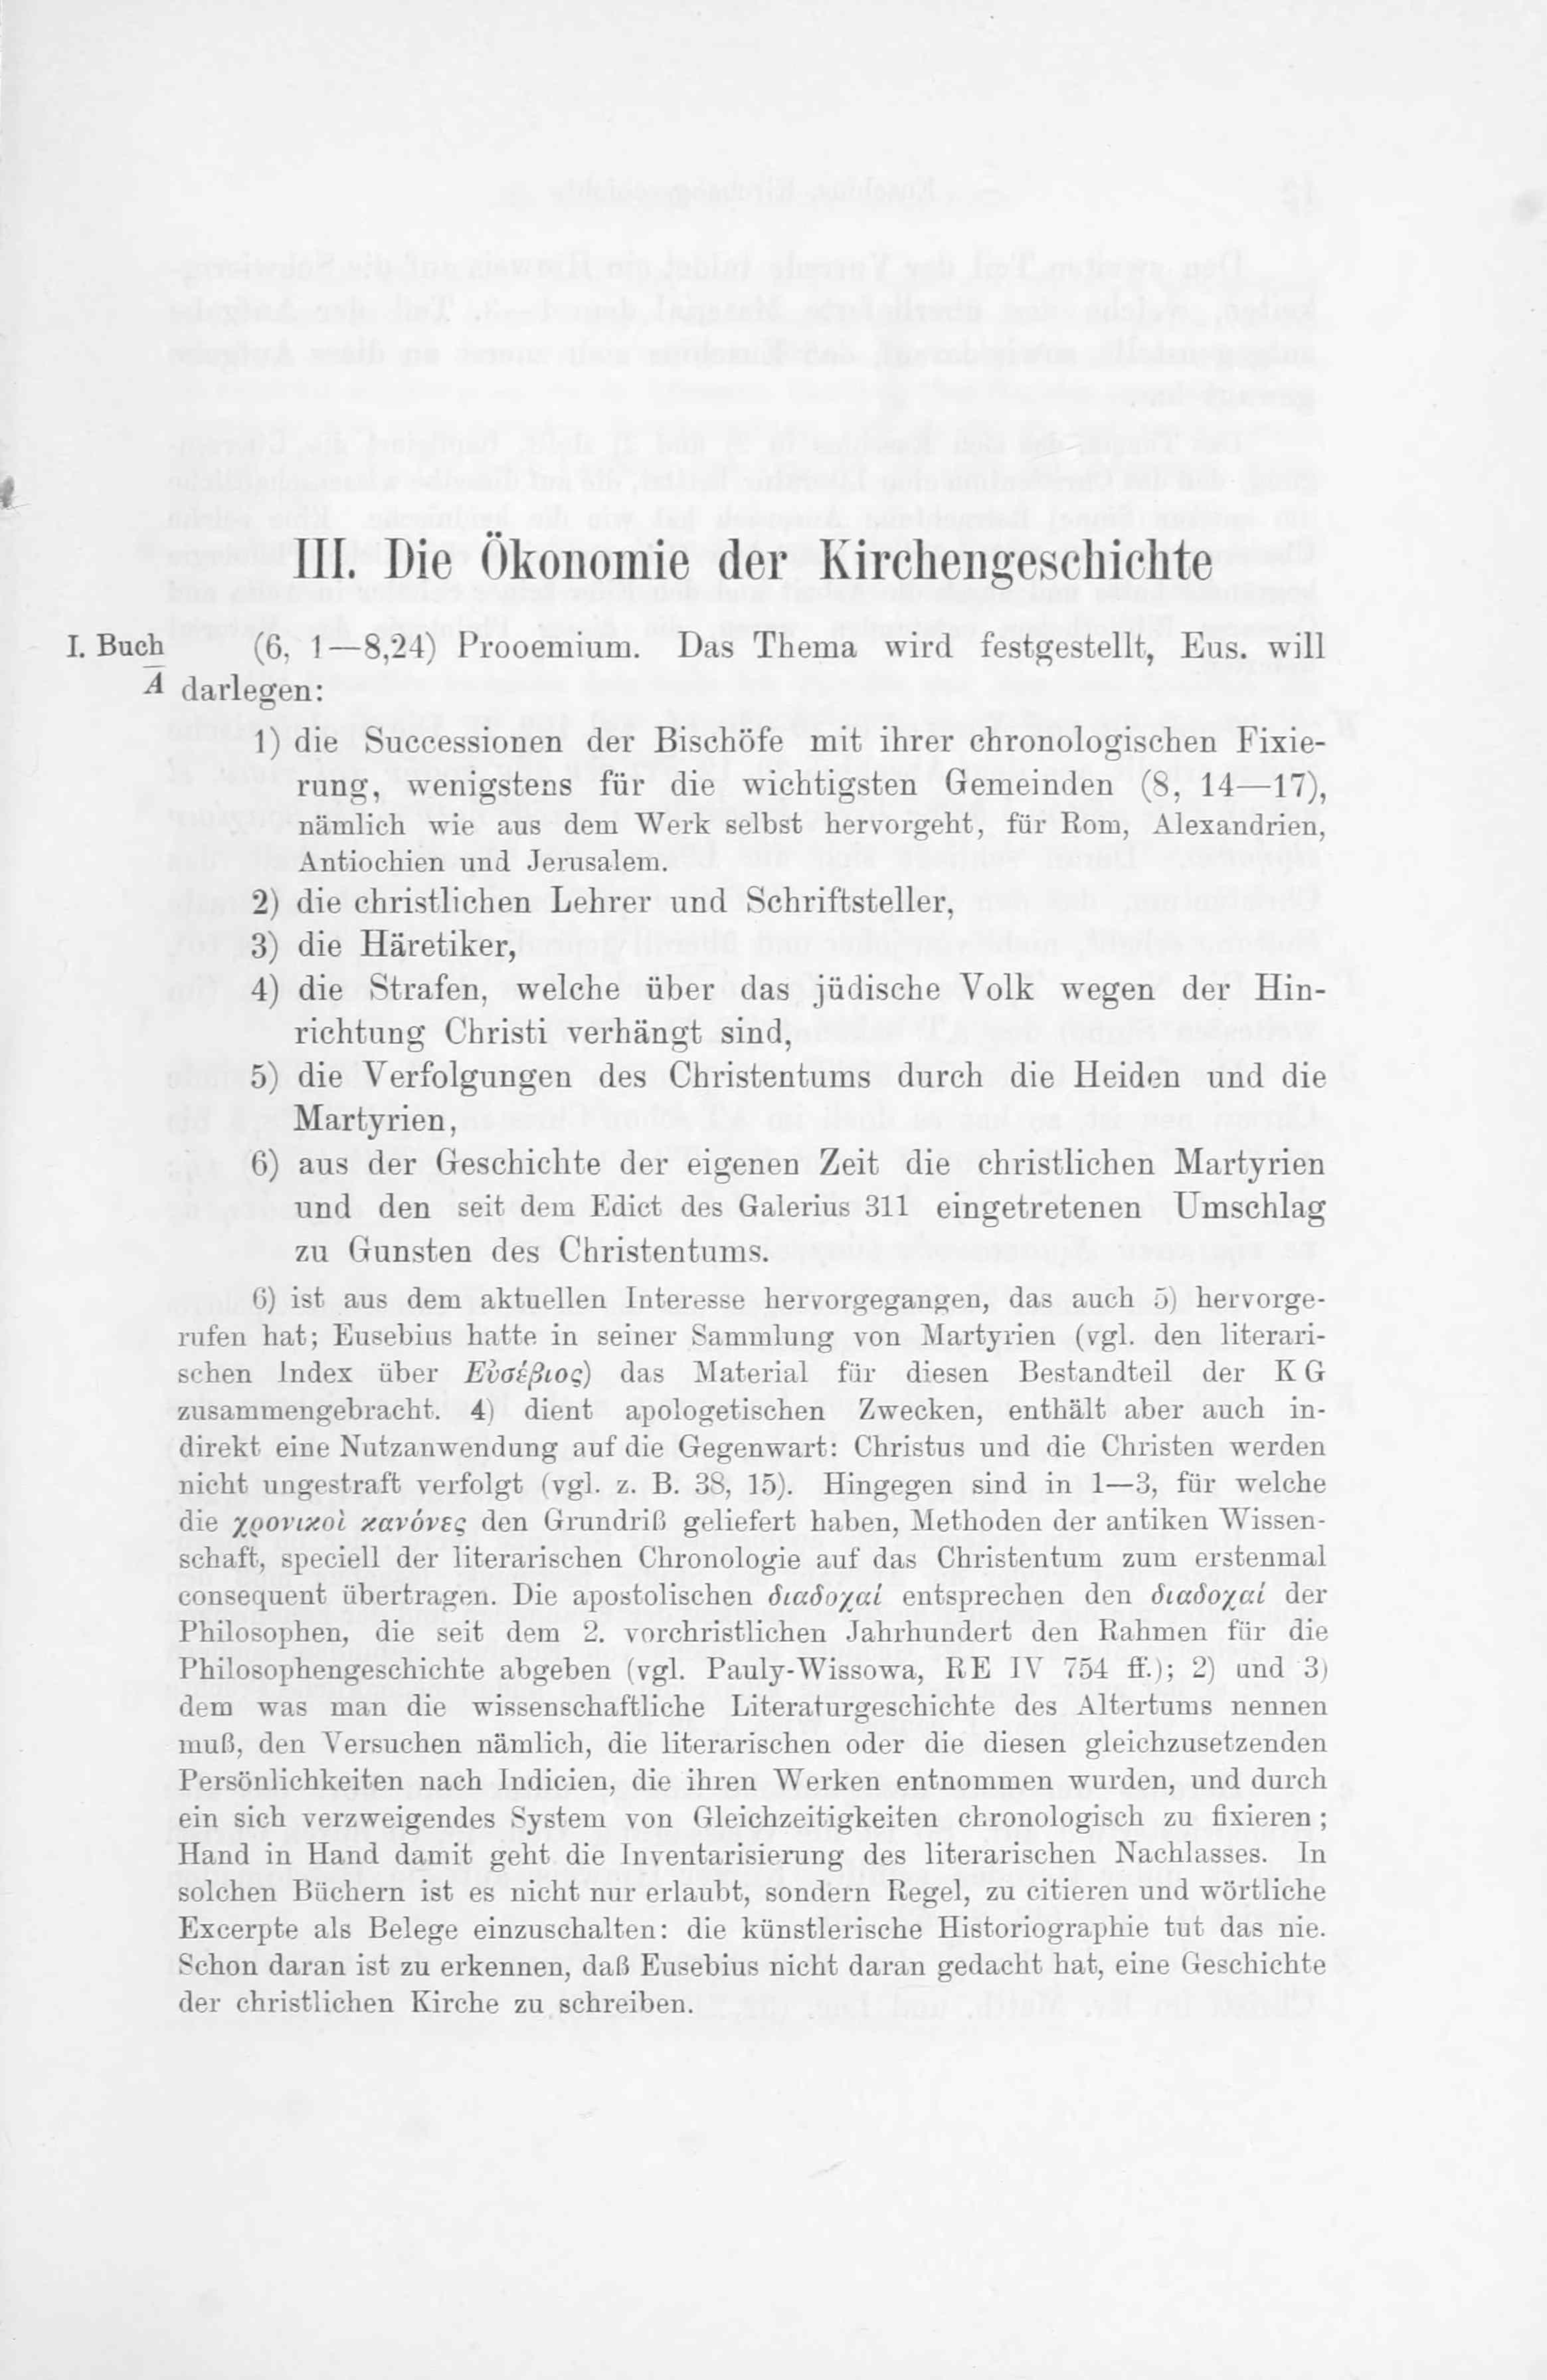 III. Die Ökonomie der Kirchengeschichte
I. Buch (6, 1—8,24) Prooemium. Das Thema wird festgestellt, Eus. will
Ā darlegen:
1) die Successionen der Bischöfe mit ihrer chronologischen Fixie-
rung, wenigstens für die wichtigsten Gemeinden (8, 14—17),
nämlich wie aus dem Werk selbst hervorgeht, für Rom, Alexandrien,
Antiochien und Jerusalem.
2) die christlichen Lehrer und Schriftsteller,
3) die Häretiker,
4) die Strafen, welche über das jüdische Volk wegen der Hin-
richtung Christi verhängt sind,
5) die Verfolgungen des Christentums durch die Heiden und die
Martyrien,
6) aus der Geschichte der eigenen Zeit die christlichen Martyrien
und den seit dem Edict des Galerius 311 eingetretenen Umschlag
zu Gunsten des Christentums.
6) ist aus dem aktuellen Interesse hervorgegangen, das auch 5) hervorge-
rufen hat; Eusebius hatte in seiner Sammlung von Martyrien (vgl. den literari-
schen Index über Εὐσέβιος) das Material für diesen Bestandteil der KG
zusammengebracht. 4) dient apologetischen Zwecken, enthält aber auch in-
direkt eine Nutzanwendung auf die Gegenwart: Christus und die Christen werden
nicht ungestraft verfolgt (vgl. z. B. 38, 15). Hingegen sind in 1—3, für welche
die χρονικοὶ κανόνες den Grundriß geliefert haben, Methoden der antiken Wissen-
schaft, speciell der literarischen Chronologie auf das Christentum zum erstenmal
consequent übertragen. Die apostolischen διαδοχαί entsprechen den διαδοχαί der
Philosophen, die seit dem 2. vorchristlichen Jahrhundert den Rahmen für die
Philosophengeschichte abgeben (vgl. Pauly-Wissowa, RE IV 754 ff.); 2) und 3)
dem was man die wissenschaftliche Literaturgeschichte des Altertums nennen
muß, den Versuchen nämlich, die literarischen oder die diesen gleichzusetzenden
Persönlichkeiten nach Indicien, die ihren Werken entnommen wurden, und durch
ein sich verzweigendes System von Gleichzeitigkeiten chronologisch zu fixieren;
Hand in Hand damit geht die Inventarisierung des literarischen Nachlasses. In
solchen Büchern ist es nicht nur erlaubt, sondern Regel, zu citieren und wörtliche
Excerpte als Belege einzuschalten: die künstlerische Historiographie tut das nie.
Schon daran ist zu erkennen, daß Eusebius nicht daran gedacht hat, eine Geschichte
der christlichen Kirche zu schreiben.